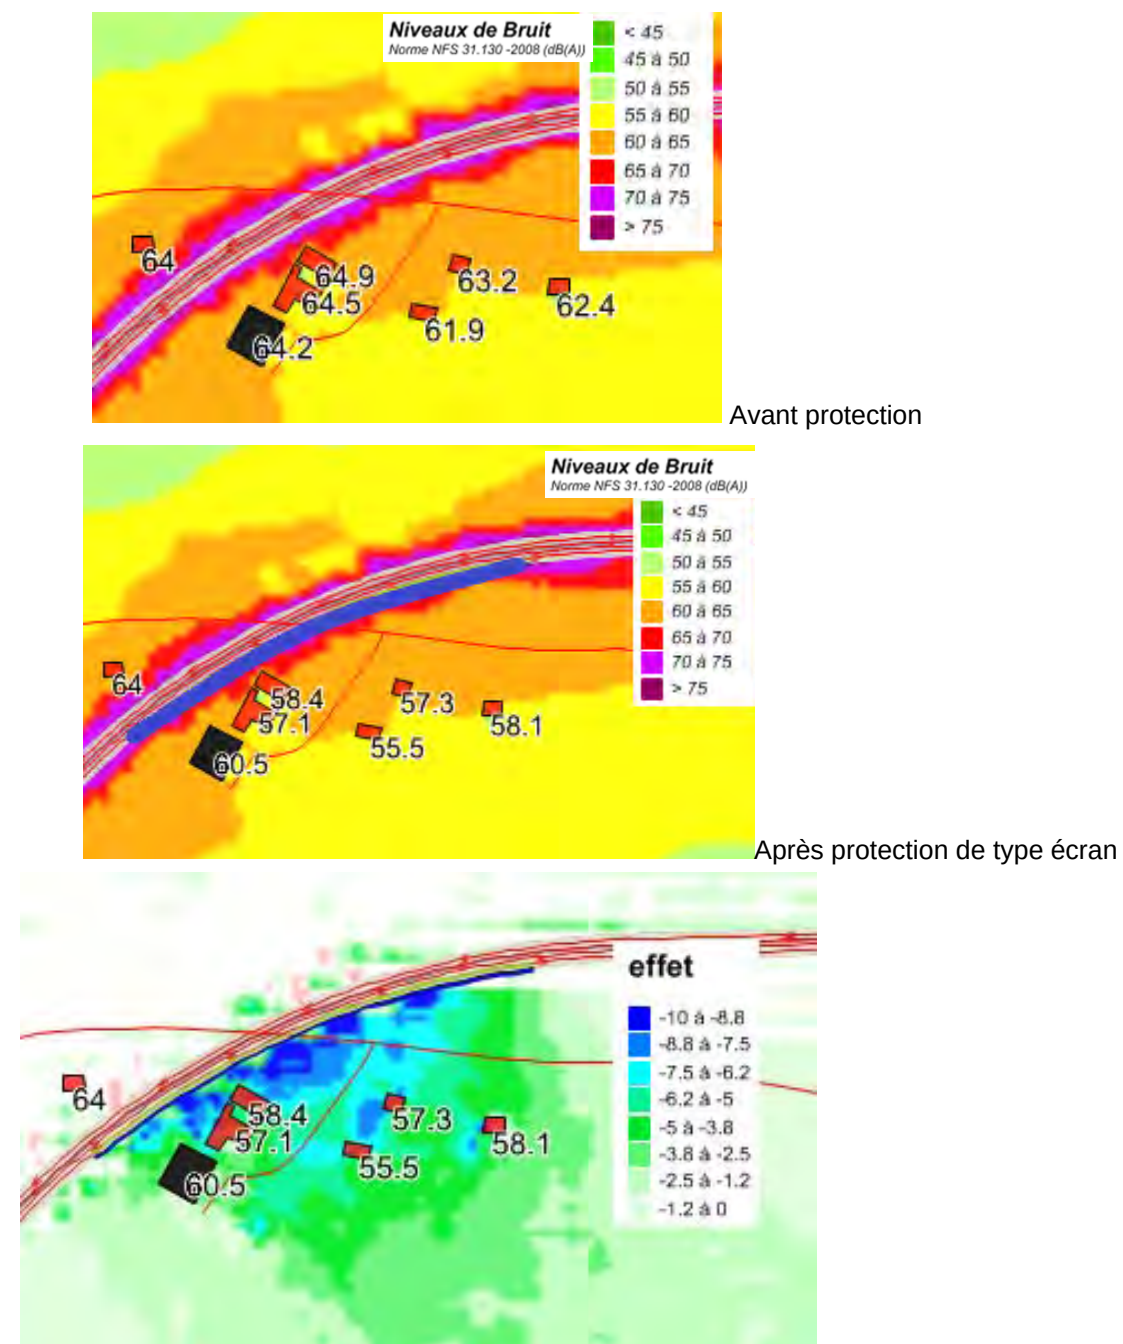 Niveaux de Bruit
Norme NFS 31.130 -2008 (dB(A))
< 45
45 à 50
50 à 55
55 à 60
60 à 65
65 à 70
70 à 75
> 75
64
64.9
64.5
64.2
63.2
62.4
61.9
Avant protection
Niveaux de Bruit
Norme NFS 31.130 -2008 (dB(A))
< 45
45 à 50
50 à 55
55 à 60
60 à 65
65 à 70
70 à 75
> 75
64
58.4
57.1
60.5
57.3
58.1
55.5
Après protection de type écran
effet
-10 à -8.8
-8.8 à -7.5
-7.5 à -6.2
-6.2 à -5
-5 à -3.8
-3.8 à -2.5
-2.5 à -1.2
-1.2 à 0
64
58.4
57.1
60.5
57.3
58.1
55.5